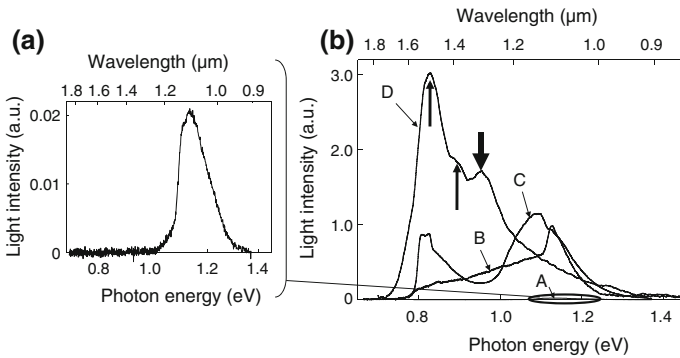 (a)
Wavelength (µm)
1.8 1.6 1.4 1.2 1.0 0.9
Light intensity (a.u.)
0.02
0.01
0
0.8 1.0 1.2 1.4
Photon energy (eV)
(b)
Wavelength (µm)
1.8 1.6 1.4 1.2 1.0 0.9
Light intensity (a.u.)
3.0
2.0
1.0
0
D
C
B
A
0.8 1.0 1.2 1.4
Photon energy (eV)